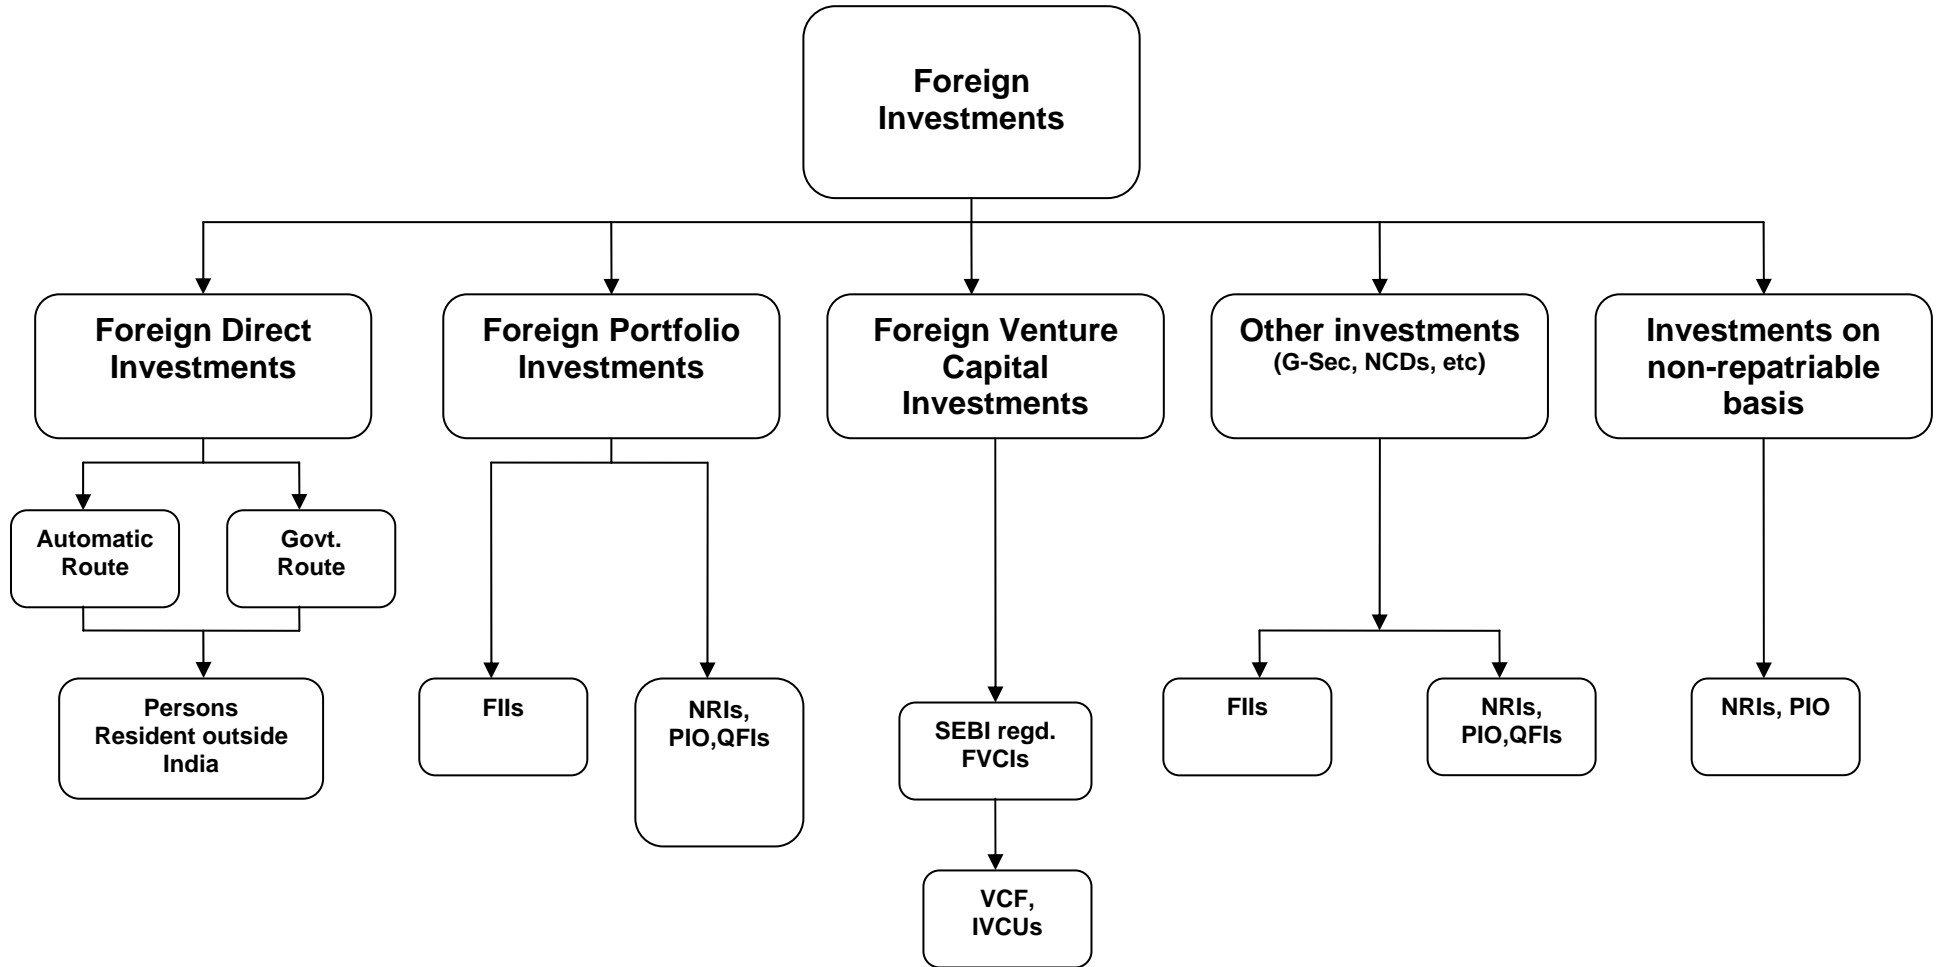 Foreign
Investments
Foreign Direct
Investments
Foreign Portfolio
Investments
Foreign Venture
Capital
Investments
Other investments
(G-Sec, NCDs, etc)
Investments on
non-repatriable
basis
Automatic
Route
Govt.
Route
Persons
Resident outside
India
FIIs
NRIs,
PIO,QFIs
SEBI regd.
FVCIs
VCF,
IVCUs
FIIs
NRIs,
PIO,QFIs
NRIs, PIO